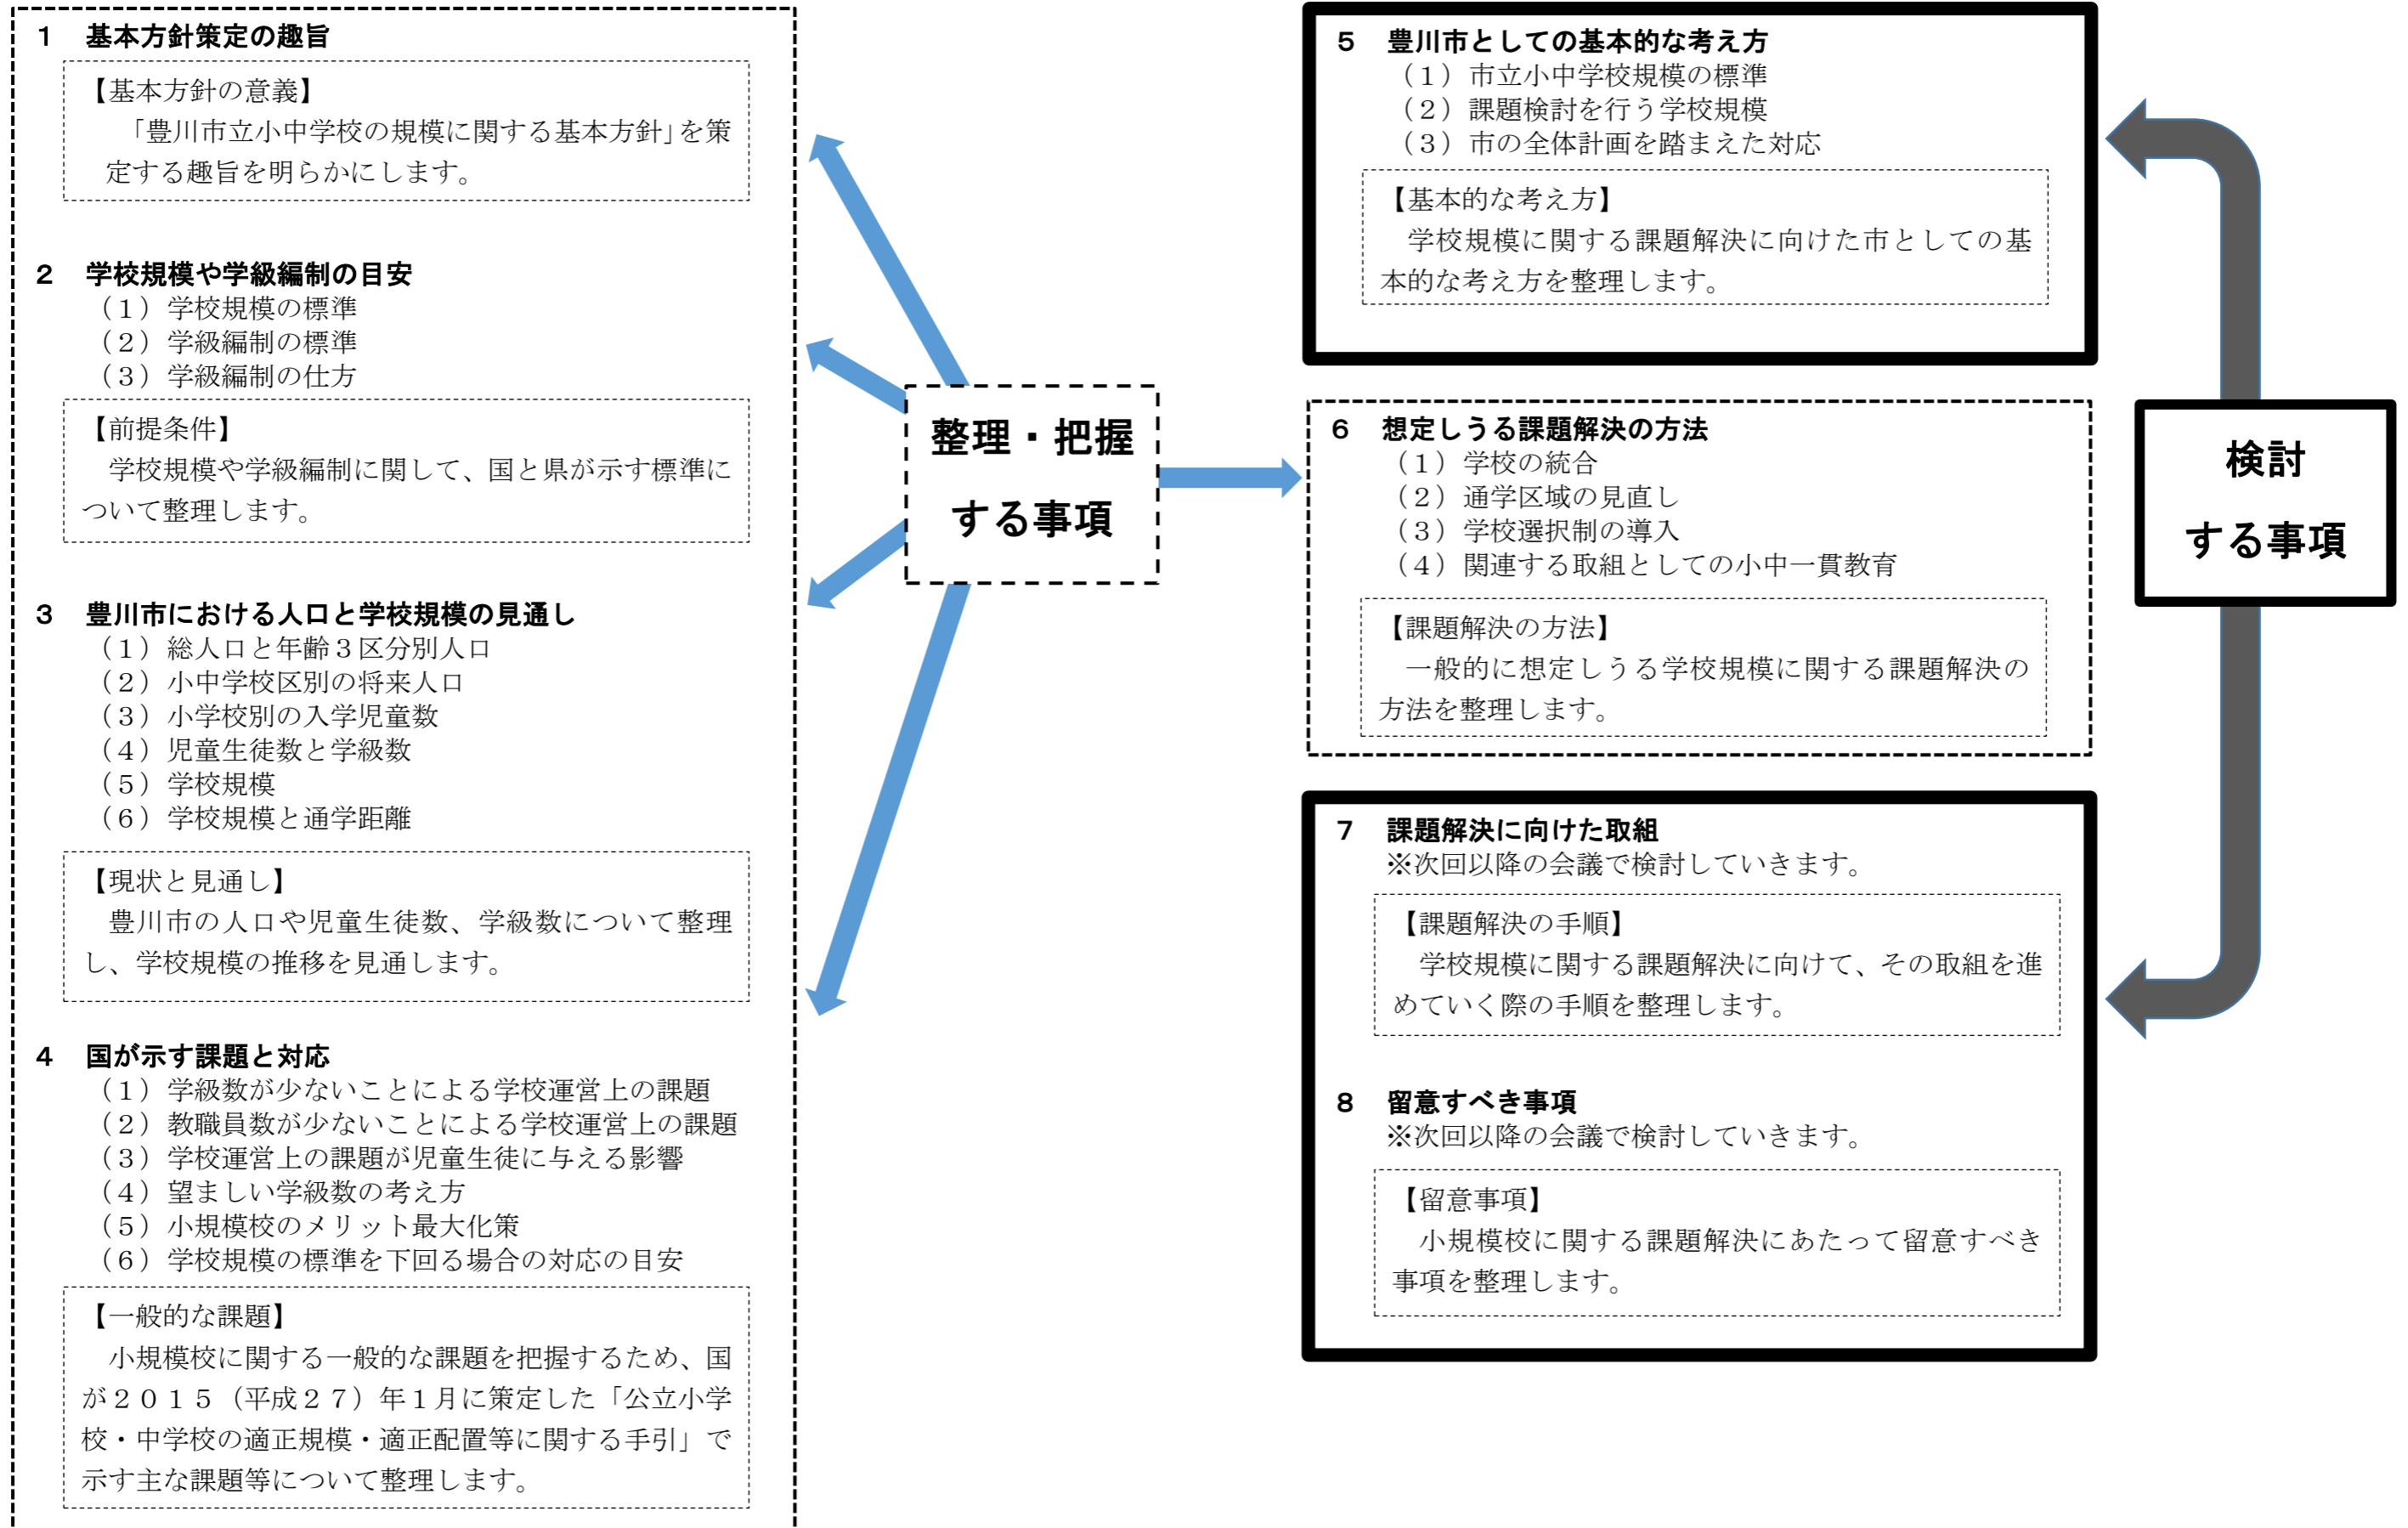 １　基本方針策定の趣旨
【基本方針の意義】
「豊川市立小中学校の規模に関する基本方針」を策
定する趣旨を明らかにします。
２　学校規模や学級編制の目安
（１）学校規模の標準
（２）学級編制の標準
（３）学級編制の仕方
【前提条件】
学校規模や学級編制に関して、国と県が示す標準に
ついて整理します。
３　豊川市における人口と学校規模の見通し
（１）総人口と年齢３区分別人口
（２）小中学校区別の将来人口
（３）小学校別の入学児童数
（４）児童生徒数と学級数
（５）学校規模
（６）学校規模と通学距離
【現状と見通し】
豊川市の人口や児童生徒数、学級数について整理
し、学校規模の推移を見通します。
４　国が示す課題と対応
（１）学級数が少ないことによる学校運営上の課題
（２）教職員数が少ないことによる学校運営上の課題
（３）学校運営上の課題が児童生徒に与える影響
（４）望ましい学級数の考え方
（５）小規模校のメリット最大化策
（６）学校規模の標準を下回る場合の対応の目安
【一般的な課題】
小規模校に関する一般的な課題を把握するため、国
が２０１５（平成２７）年１月に策定した「公立小学
校・中学校の適正規模・適正配置等に関する手引」で
示す主な課題等について整理します。
整理・把握
する事項
５　豊川市としての基本的な考え方
（１）市立小中学校規模の標準
（２）課題検討を行う学校規模
（３）市の全体計画を踏まえた対応
【基本的な考え方】
学校規模に関する課題解決に向けた市としての基
本的な考え方を整理します。
６　想定しうる課題解決の方法
（１）学校の統合
（２）通学区域の見直し
（３）学校選択制の導入
（４）関連する取組としての小中一貫教育
【課題解決の方法】
一般的に想定しうる学校規模に関する課題解決の
方法を整理します。
７　課題解決に向けた取組
※次回以降の会議で検討していきます。
【課題解決の手順】
学校規模に関する課題解決に向けて、その取組を進
めていく際の手順を整理します。
８　留意すべき事項
※次回以降の会議で検討していきます。
【留意事項】
小規模校に関する課題解決にあたって留意すべき
事項を整理します。
検討
する事項